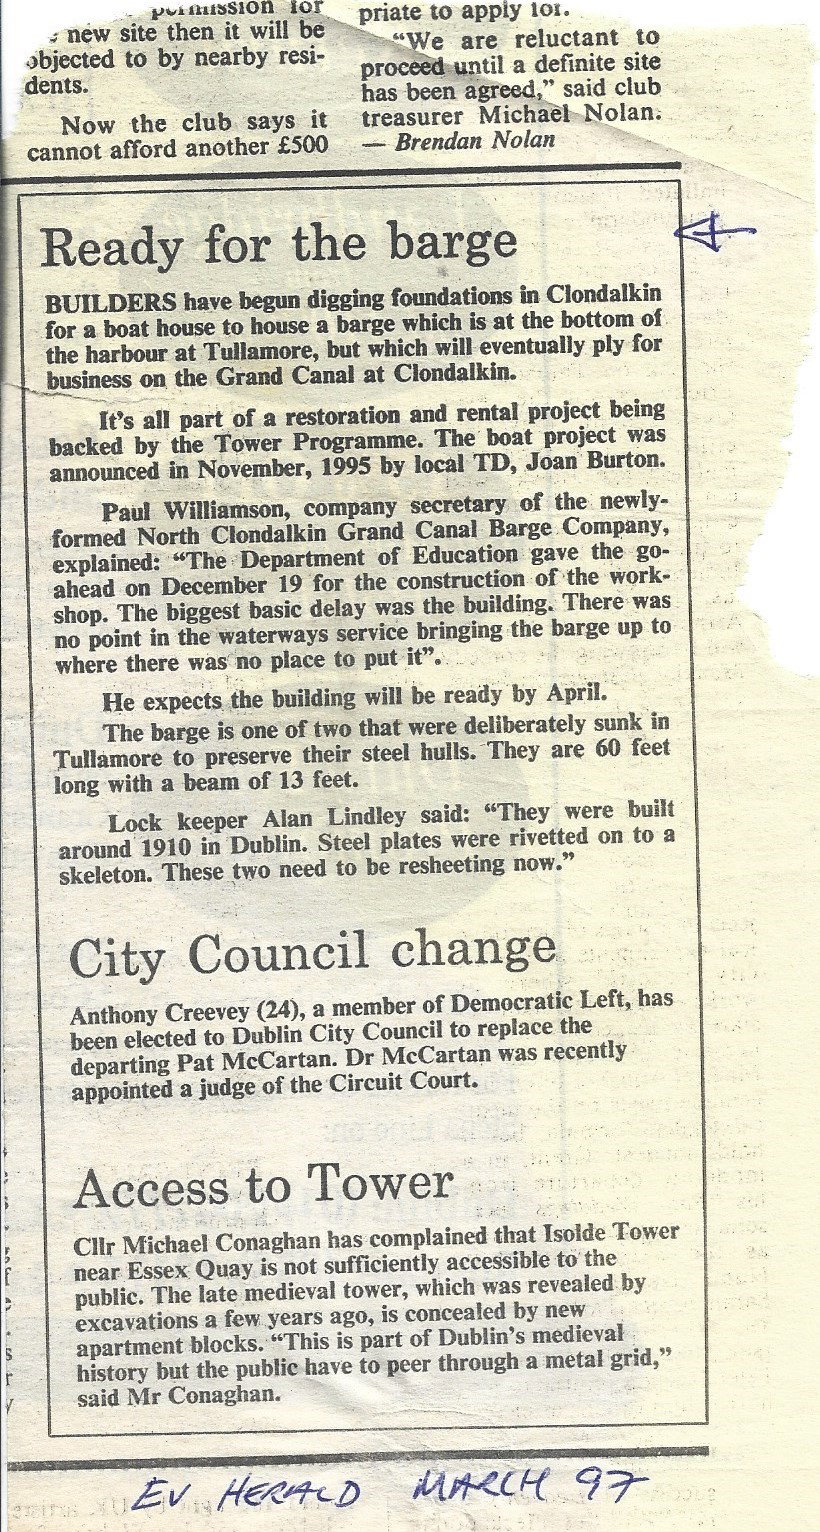 permission for
new site then it will be
objected to by nearby resi-
dents.
Now the club says it
cannot afford another £500
priate to apply for.
“We are reluctant to
proceed until a definite site
has been agreed,” said club
treasurer Michael Nolan.
— Brendan Nolan
Ready for the barge
BUILDERS have begun digging foundations in Clondalkin
for a boat house to house a barge which is at the bottom of
the harbour at Tullamore, but which will eventually ply for
business on the Grand Canal at Clondalkin.
It’s all part of a restoration and rental project being
backed by the Tower Programme. The boat project was
announced in November, 1995 by local TD, Joan Burton.
Paul Williamson, company secretary of the newly-
formed North Clondalkin Grand Canal Barge Company,
explained: “The Department of Education gave the go-
ahead on December 19 for the construction of the work-
shop. The biggest basic delay was the building. There was
no point in the waterways service bringing the barge up to
where there was no place to put it”.
He expects the building will be ready by April.
The barge is one of two that were deliberately sunk in
Tullamore to preserve their steel hulls. They are 60 feet
long with a beam of 13 feet.
Lock keeper Alan Lindley said: “They were built
around 1910 in Dublin. Steel plates were rivetted on to a
skeleton. These two need to be resheeting now.”
City Council change
Anthony Creevey (24), a member of Democratic Left, has
been elected to Dublin City Council to replace the
departing Pat McCartan. Dr McCartan was recently
appointed a judge of the Circuit Court.
Access to Tower
Cllr Michael Conaghan has complained that Isolde Tower
near Essex Quay is not sufficiently accessible to the
public. The late medieval tower, which was revealed by
excavations a few years ago, is concealed by new
apartment blocks. “This is part of Dublin’s medieval
history but the public have to peer through a metal grid,”
said Mr Conaghan.
EV HERALD MARCH 97